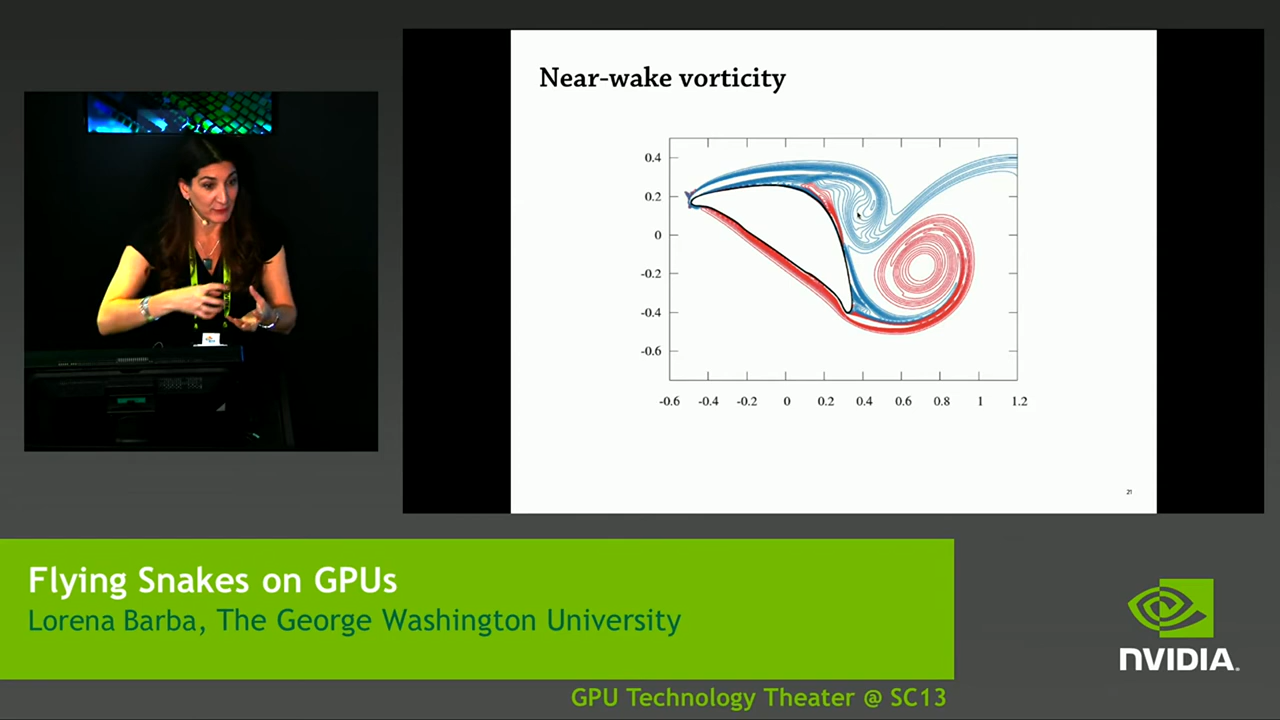 Near-wake vorticity
0.4
0.2
0
-0.2
-0.4
-0.6
-0.6 -0.4 -0.2 0 0.2 0.4 0.6 0.8 1 1.2
21
Flying Snakes on GPUs
Lorena Barba, The George Washington University
NVIDIA.
GPU Technology Theater @ SC13